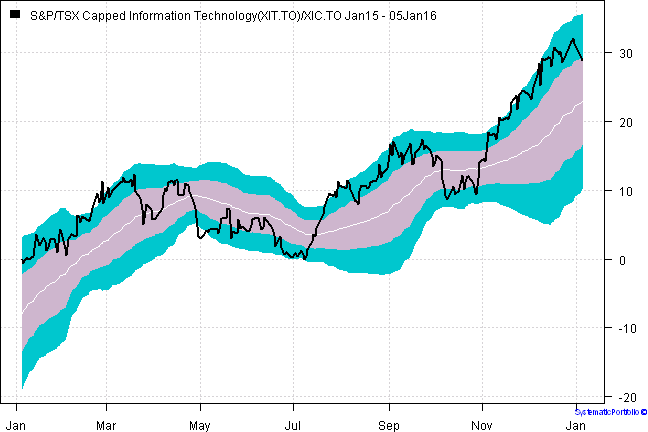 S&P/TSX Capped Information Technology(XIT.TO)/XIC.TO Jan15 - 05Jan16
30
20
10
0
-10
-20
SystematicPortfolio ©
Jan Mar May Jul Sep Nov Jan